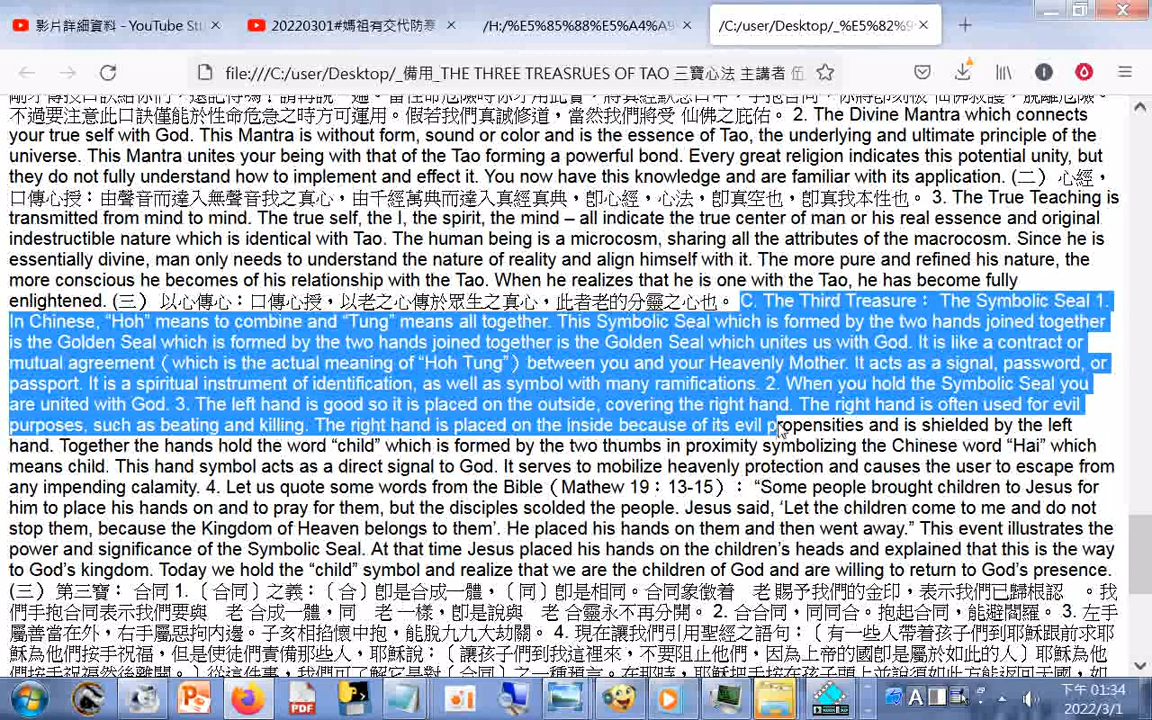 影片詳細資料 - YouTube Stu
20220301#媽祖有交代防寒
/H:/%E5%85%88%E5%A4%A9
/C:/user/Desktop/_%E5%82%9
file:///C:/user/Desktop/_備用_THE THREE TREASRUES OF TAO 三寶心法 主講者 伍
不過要注意此口訣僅能於性命危急之時方可運用。假若我們真誠修道，當然我們將受 仙佛之庇佑。 2. The Divine Mantra which connects
your true self with God. This Mantra is without form, sound or color and is the essence of Tao, the underlying and ultimate principle of the
universe. This Mantra unites your being with that of the Tao forming a powerful bond. Every great religion indicates this potential unity, but
they do not fully understand how to implement and effect it. You now have this knowledge and are familiar with its application. (二） 心經，
口傳心授：由聲音而達入無聲音我之真心，由千經萬典而達入真經真典，卽心經，心法，卽真空也，卽真我本性也。 3. The True Teaching is
transmitted from mind to mind. The true self, the I, the spirit, the mind – all indicate the true center of man or his real essence and original
indestructible nature which is identical with Tao. The human being is a microcosm, sharing all the attributes of the macrocosm. Since he is
essentially divine, man only needs to understand the nature of reality and align himself with it. The more pure and refined his nature, the
more conscious he becomes of his relationship with the Tao. When he realizes that he is one with the Tao, he has become fully
enlightened. (三） 以心傳心：口傳心授，以老之心傳於眾生之真心，此者老的分靈之心也。 C. The Third Treasure： The Symbolic Seal 1.
In Chinese, “Hoh” means to combine and “Tung” means all together. This Symbolic Seal which is formed by the two hands joined together
is the Golden Seal which is formed by the two hands joined together is the Golden Seal which unites us with God. It is like a contract or
mutual agreement（which is the actual meaning of “Hoh Tung”）between you and your Heavenly Mother. It acts as a signal, password, or
passport. It is a spiritual instrument of identification, as well as symbol with many ramifications. 2. When you hold the Symbolic Seal you
are united with God. 3. The left hand is good so it is placed on the outside, covering the right hand. The right hand is often used for evil
purposes, such as beating and killing. The right hand is placed on the inside because of its evil propensities and is shielded by the left
hand. Together the hands hold the word “child” which is formed by the two thumbs in proximity symbolizing the Chinese word “Hai” which
means child. This hand symbol acts as a direct signal to God. It serves to mobilize heavenly protection and causes the user to escape from
any impending calamity. 4. Let us quote some words from the Bible（Mathew 19：13-15）：“Some people brought children to Jesus for
him to place his hands on and to pray for them, but the disciples scolded the people. Jesus said, ‘Let the children come to me and do not
stop them, because the Kingdom of Heaven belongs to them’. He placed his hands on them and then went away.” This event illustrates the
power and significance of the Symbolic Seal. At that time Jesus placed his hands on the children’s heads and explained that this is the way
to God’s kingdom. Today we hold the “child” symbol and realize that we are the children of God and are willing to return to God’s presence.
(三） 第三寶： 合同 1.〔合同〕之義：〔合〕卽是合成一體，〔同〕卽是相同。合同象徵着 老 賜予我們的金印，表示我們已歸根認 。我
們手抱合同表示我們要與 老 合成一體，同 老 一樣，卽是說與 老 合靈永不再分開。 2. 合合同，同同合。抱起合同，能避閻羅。 3. 左手
屬善當在外，右手屬惡拘內邊。子亥相掐懷中抱，能脫九九大劫關。 4. 現在讓我們引用聖經之語句：〔有一些人帶着孩子們到耶穌跟前求耶
穌為他們按手祝福，但是使徒們責備那些人，耶穌說：〔讓孩子們到我這裡來，不要阻止他們，因為上帝的國卽是屬於如此的人〕耶穌將手按
下午 01:34
2022/3/1